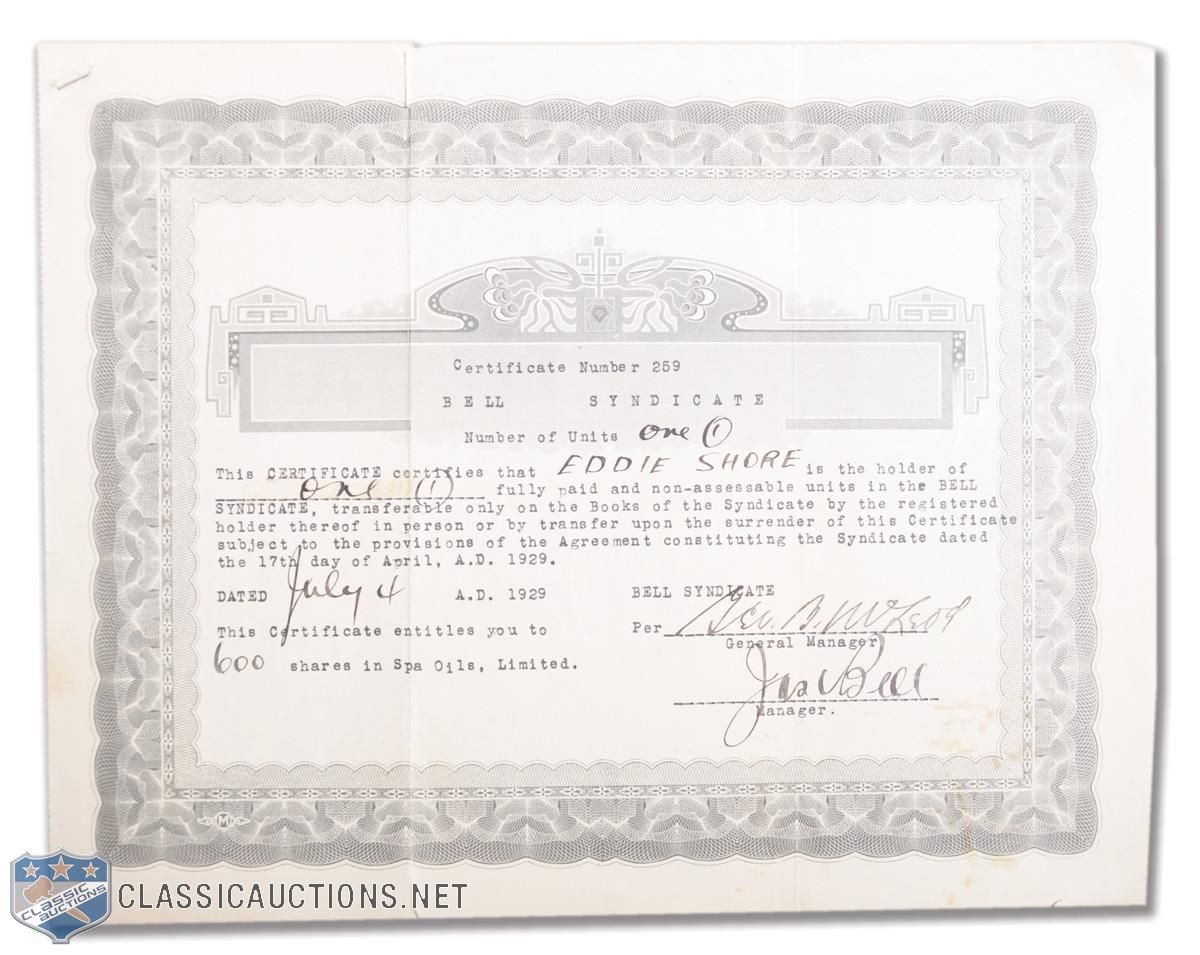 Certificate Number 259
BELL SYNDICATE
Number of Units one (1)
This CERTIFICATE certifies that EDDIE SHORE is the holder of
one (1) fully paid and non-assessable units in the BELL
SYNDICATE, transferable only on the Books of the Syndicate by the registered
holder thereof in person or by transfer upon the surrender of this Certificate
subject to the provisions of the Agreement constituting the Syndicate dated
the 17th day of April, A.D. 1929.
DATED July 4 A.D. 1929
BELL SYNDICATE
This Certificate entitles you to
Per Geo. B. McLeod
General Manager
600 shares in Spa Oils, Limited.
Jas Bell
Manager.
M
CLASSIC AUCTIONS
CLASSICAUCTIONS.NET